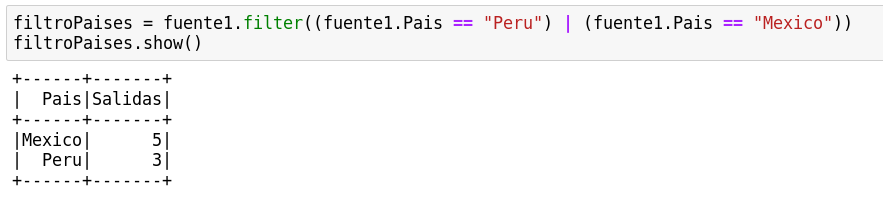 filtroPaises = fuente1.filter((fuente1.Pais == "Peru") | (fuente1.Pais == "Mexico"))
filtroPaises.show()
+------+-------+
|  Pais|Salidas|
+------+-------+
|Mexico|      5|
|  Peru|      3|
+------+-------+